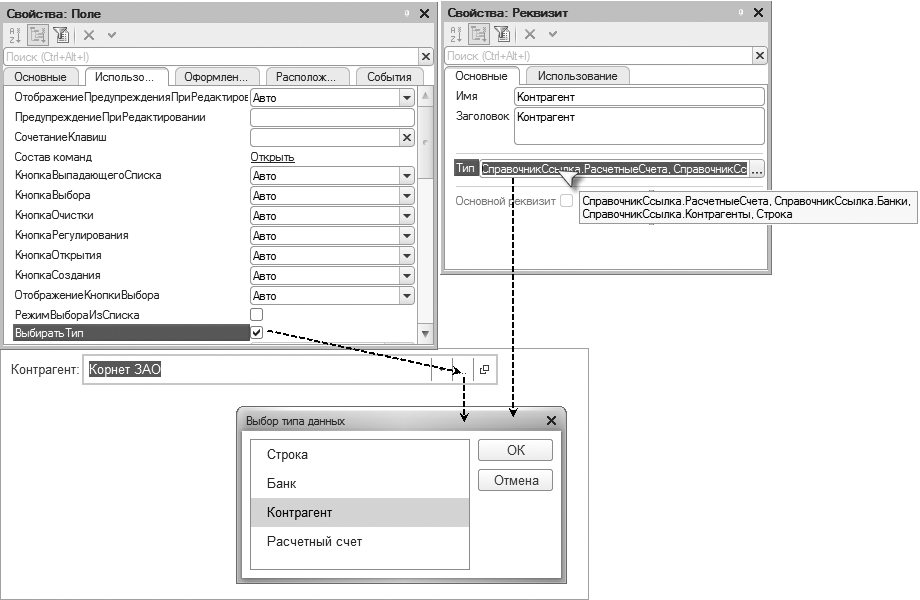 Свойства: Поле
Поиск (Ctrl+Alt+I)
Основные
Использо...
Оформлен...
Располож...
События
ОтображениеПредупрежденияПриРедактиров
Авто
ПредупреждениеПриРедактировании
СочетаниеКлавиш
Состав команд
Открыть
КнопкаВыпадающегоСписка
Авто
КнопкаВыбора
Авто
КнопкаОчистки
Авто
КнопкаРегулирования
Авто
КнопкаОткрытия
Авто
КнопкаСоздания
Авто
ОтображениеКнопкиВыбора
Авто
РежимВыбораИзСписка
ВыбиратьТип
Свойства: Реквизит
Поиск (Ctrl+Alt+I)
Основные
Использование
Имя
Контрагент
Заголовок
Контрагент
Тип
СправочникСсылка.РасчетныеСчета, СправочникСс
...
Основной реквизит
СправочникСсылка.РасчетныеСчета, СправочникСсылка.Банки,
СправочникСсылка.Контрагенты, Строка
Контрагент:
Корнет ЗАО
Выбор типа данных
Строка
Банк
Контрагент
Расчетный счет
ОК
Отмена